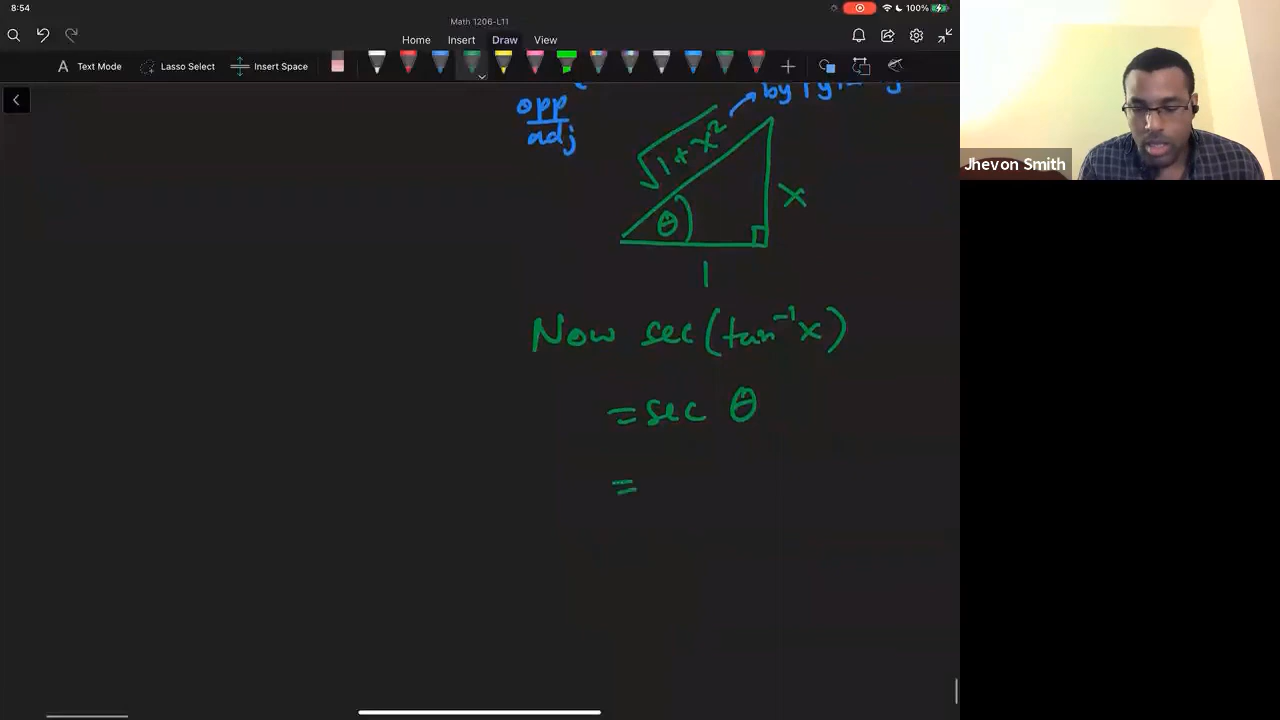 8:54
100%
Math 1206-L11
Home Insert Draw View
Text Mode Lasso Select Insert Space
opp
adj
by
√1+x²
θ
x
1
Now sec(tan⁻¹x)
= sec θ
=
Jhevon Smith